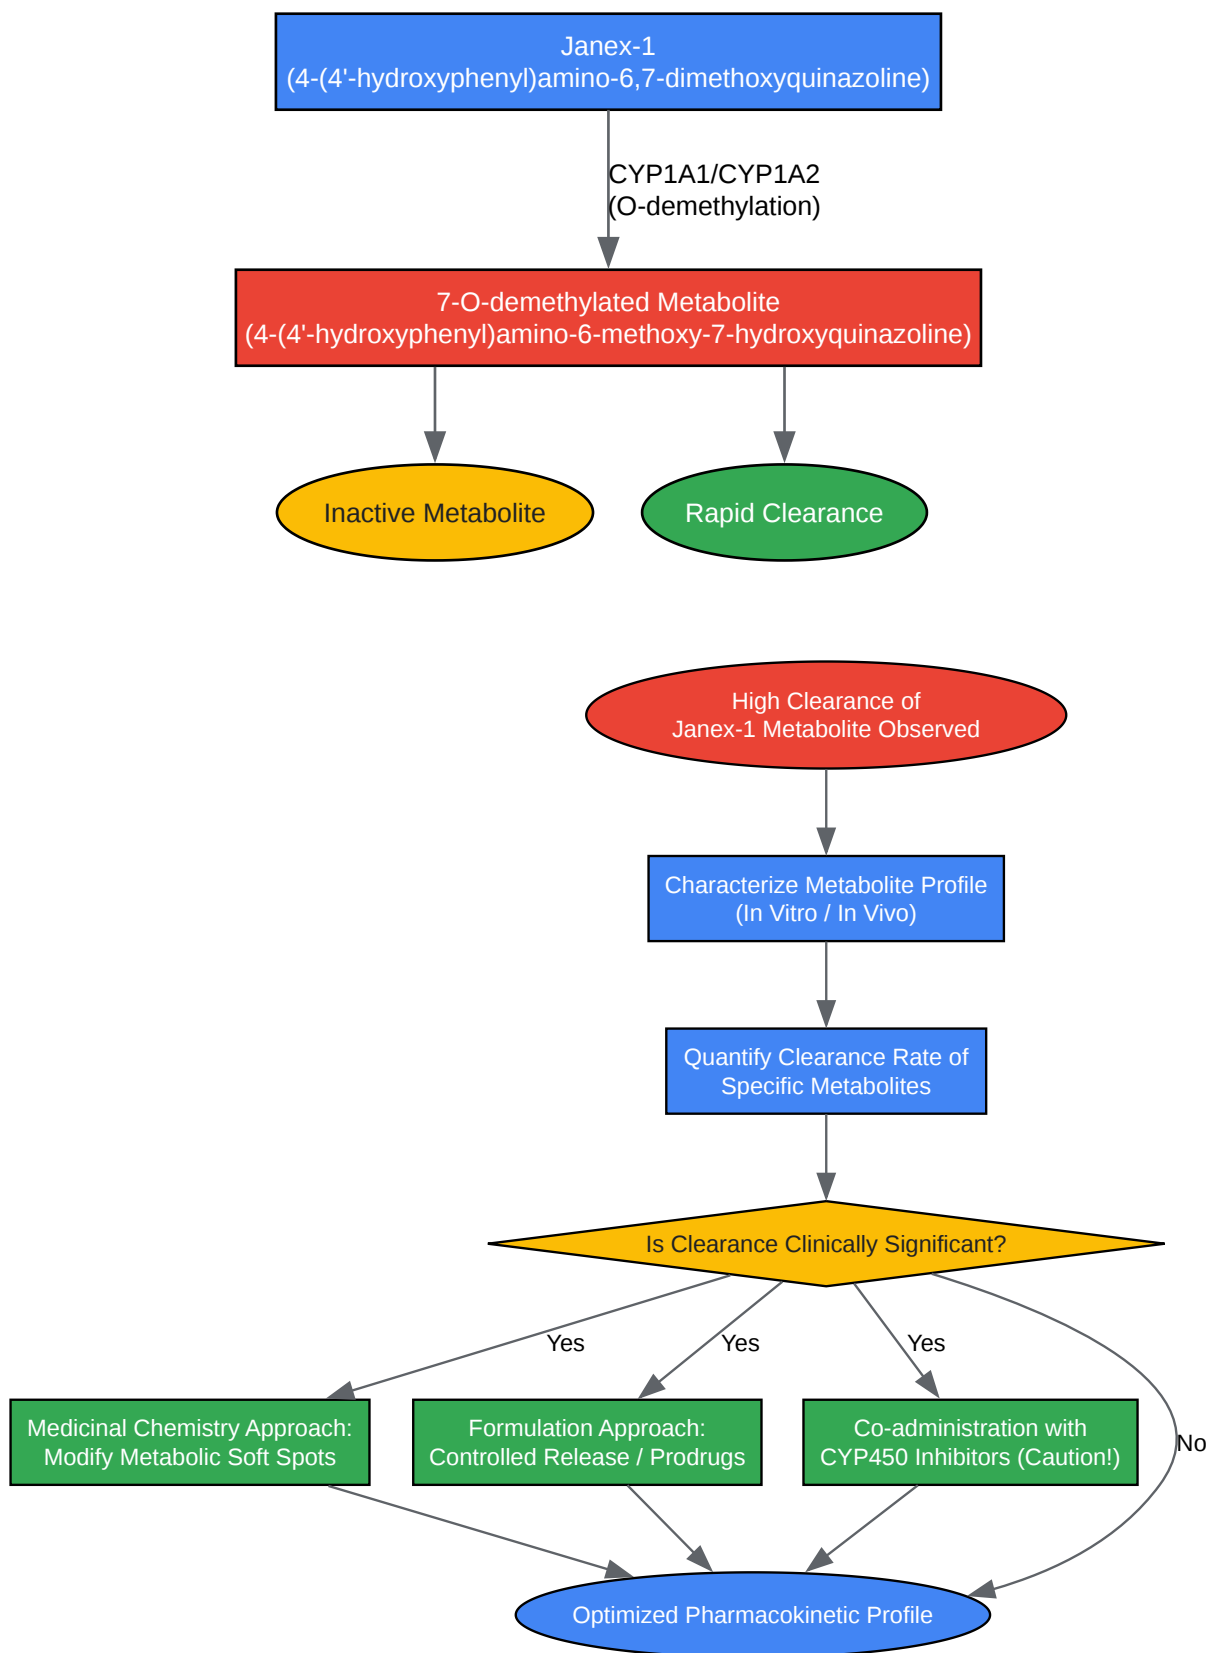 Janex-1
(4-(4'-hydroxyphenyl)amino-6,7-dimethoxyquinazoline)
CYP1A1/CYP1A2
(O-demethylation)
7-O-demethylated Metabolite
(4-(4'-hydroxyphenyl)amino-6-methoxy-7-hydroxyquinazoline)
Inactive Metabolite
Rapid Clearance
High Clearance of
Janex-1 Metabolite Observed
Characterize Metabolite Profile
(In Vitro / In Vivo)
Quantify Clearance Rate of
Specific Metabolites
Is Clearance Clinically Significant?
Yes
Yes
Yes
No
Medicinal Chemistry Approach:
Modify Metabolic Soft Spots
Formulation Approach:
Controlled Release / Prodrugs
Co-administration with
CYP450 Inhibitors (Caution!)
Optimized Pharmacokinetic Profile